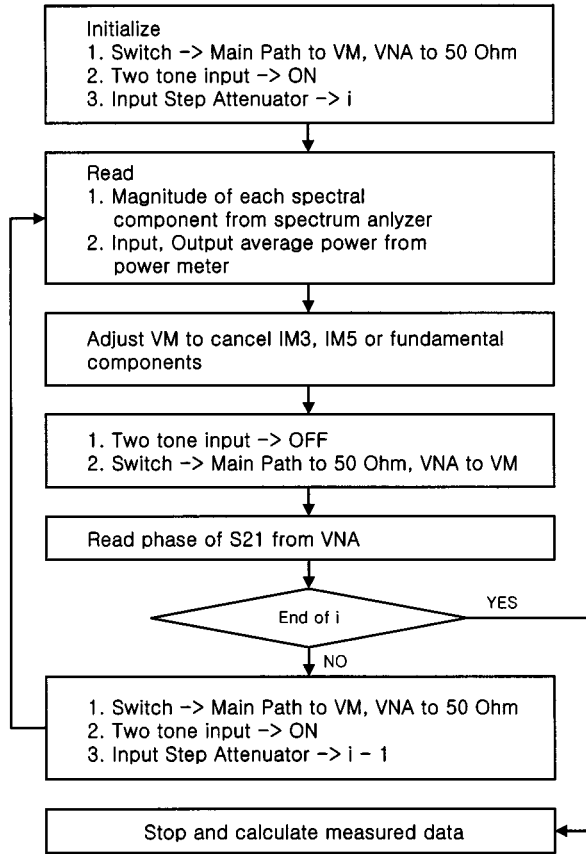 Initialize
1. Switch -> Main Path to VM, VNA to 50 Ohm
2. Two tone input -> ON
3. Input Step Attenuator -> i
Read
1. Magnitude of each spectral
component from spectrum anlyzer
2. Input, Output average power from
power meter
Adjust VM to cancel IM3, IM5 or fundamental
components
1. Two tone input -> OFF
2. Switch -> Main Path to 50 Ohm, VNA to VM
Read phase of S21 from VNA
End of i
YES
NO
1. Switch -> Main Path to VM, VNA to 50 Ohm
2. Two tone input -> ON
3. Input Step Attenuator -> i - 1
Stop and calculate measured data